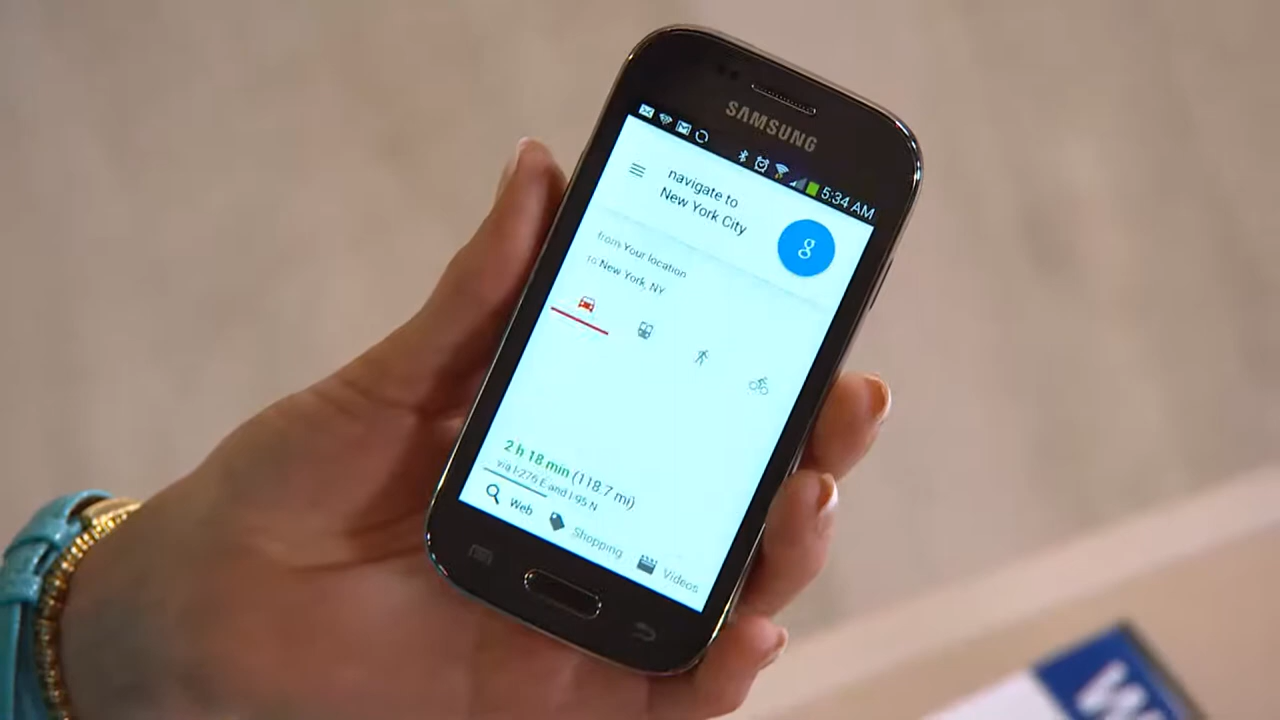 SAMSUNG
5:34 AM
navigate to
New York City
g
from Your location
to New York, NY
2 h 18 min (118.7 mi)
via I-276 E and I-95 N
Web Shopping Videos
W